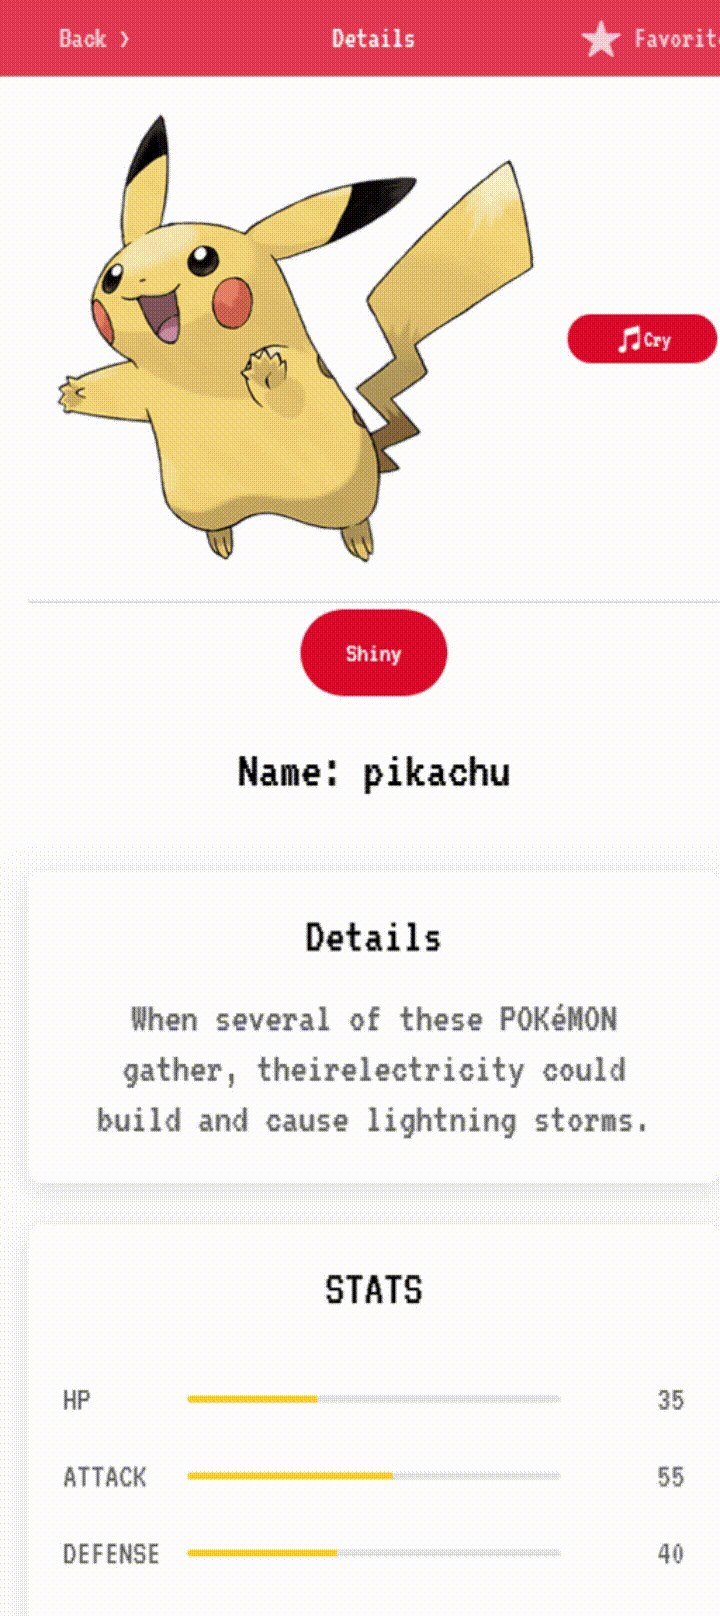 Back ›
Details
Favorit
Cry
Shiny
Name: pikachu
Details
When several of these POKéMON
gather, theirelectricity could
build and cause lightning storms.
STATS
HP 35
ATTACK 55
DEFENSE 40